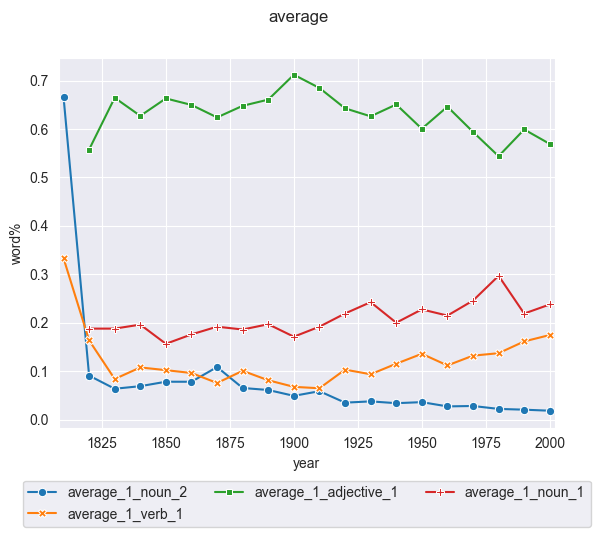 average
0.7
0.6
0.5
0.4
0.3
0.2
0.1
0.0
word%
1825 1850 1875 1900 1925 1950 1975 2000
year
average_1_noun_2 average_1_adjective_1 average_1_noun_1
average_1_verb_1